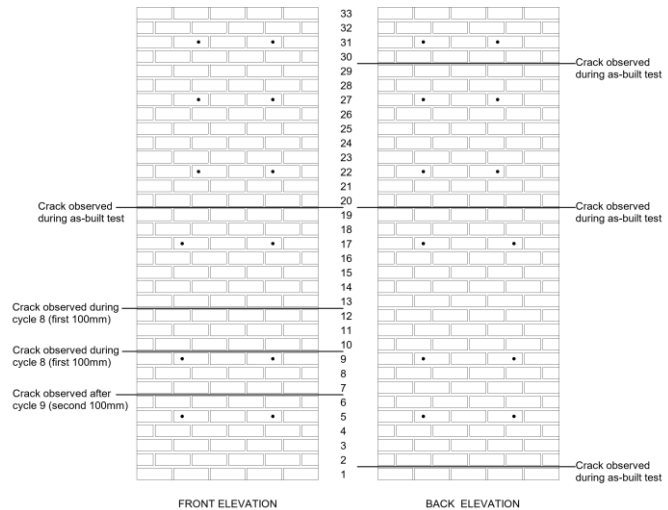 33
32
31
30
Crack observed
during as-built test
29
28
27
26
25
24
23
22
21
20
Crack observed
during as-built test
Crack observed
during as-built test
19
18
17
16
15
14
13
Crack observed during
cycle 8 (first 100mm)
12
11
10
Crack observed during
cycle 8 (first 100mm)
9
8
7
Crack observed after
cycle 9 (second 100mm)
6
5
4
3
2
Crack observed
during as-built test
1
FRONT ELEVATION
BACK ELEVATION